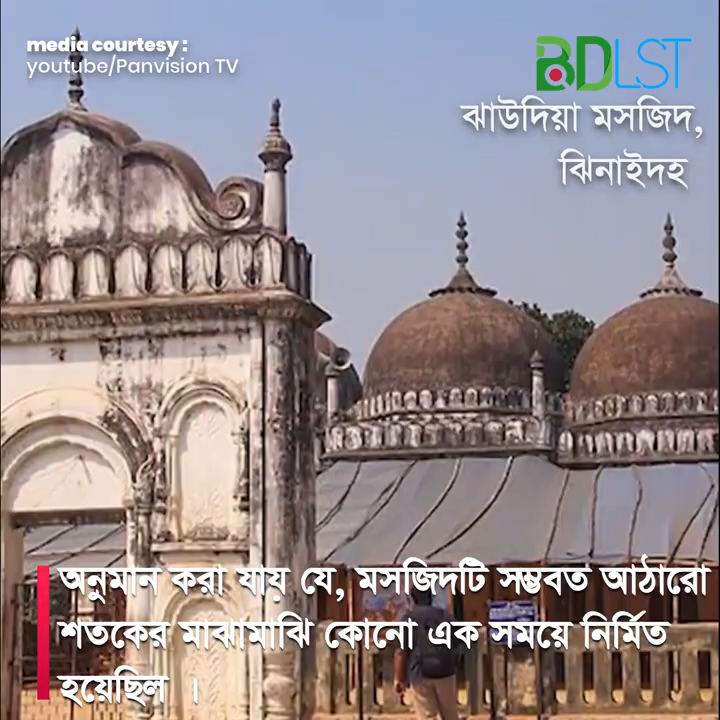 media courtesy :
youtube/Panvision TV
BDLST
ঝাউদিয়া মসজিদ,
ঝিনাইদহ
অনুমান করা যায় যে, মসজিদটি সম্ভবত আঠারো
শতকের মাঝামাঝি কোনো এক সময়ে নির্মিত
হয়েছিল ।